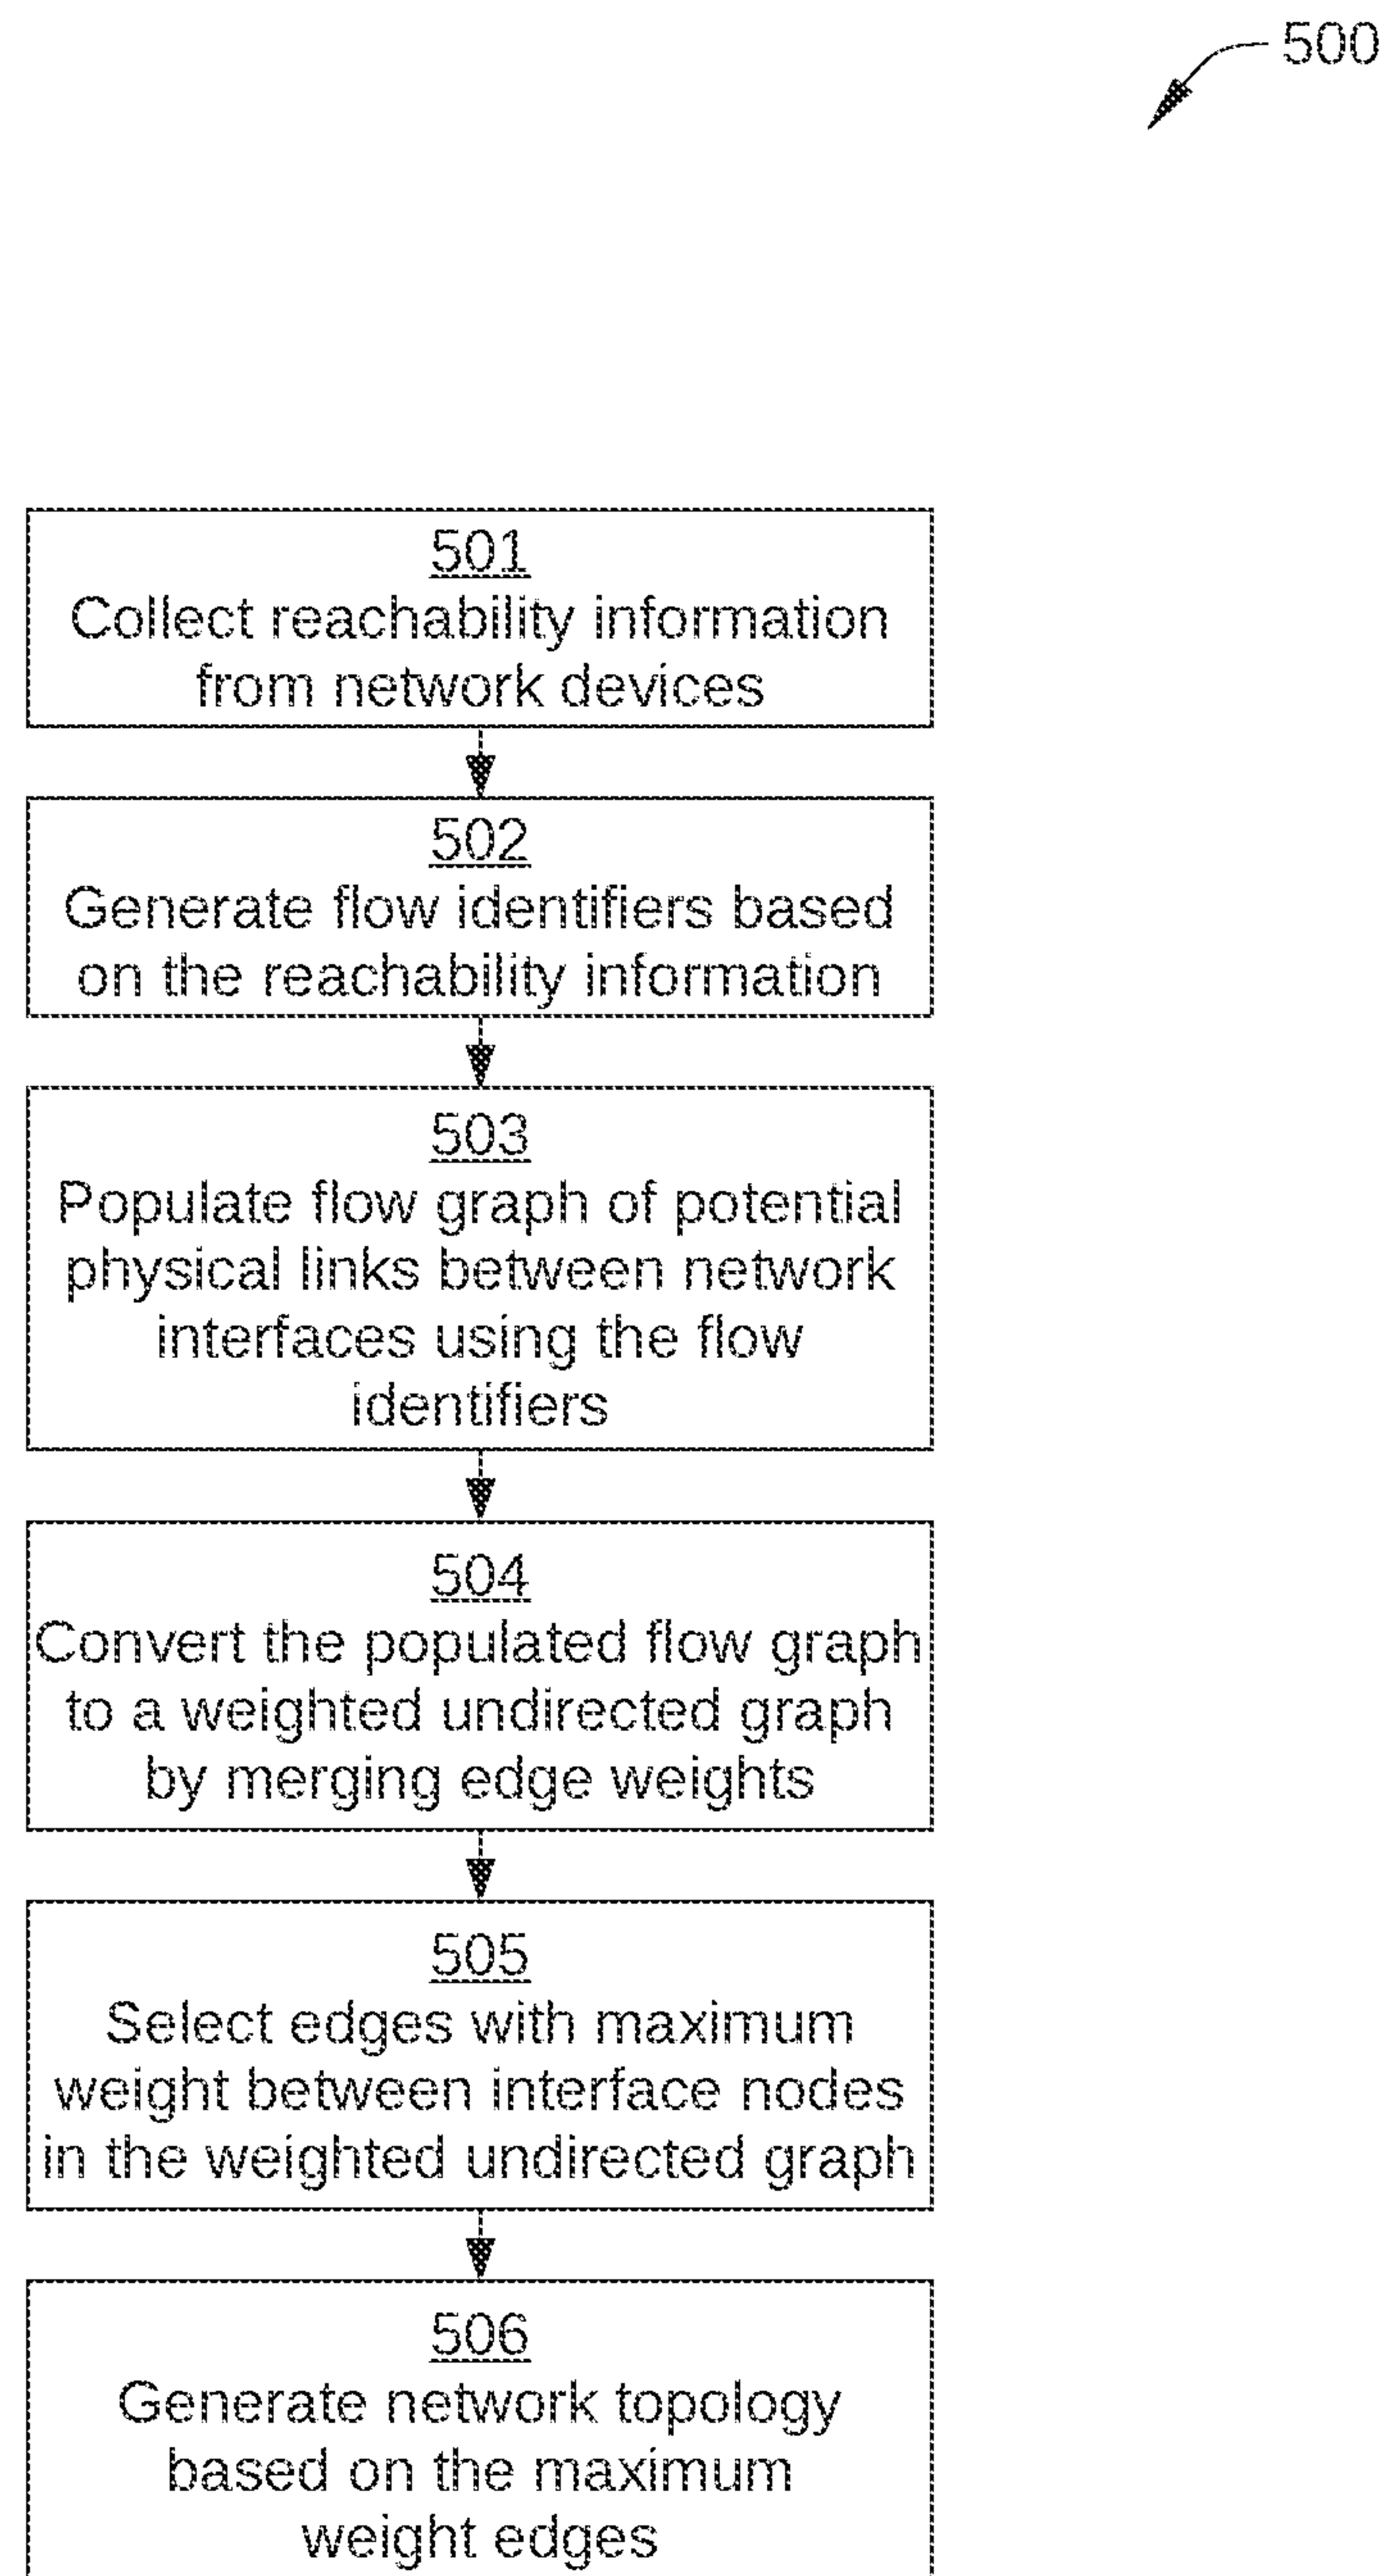 500
501
Collect reachability information
from network devices
502
Generate flow identifiers based
on the reachability information
503
Populate flow graph of potential
physical links between network
interfaces using the flow
identifiers
504
Convert the populated flow graph
to a weighted undirected graph
by merging edge weights
505
Select edges with maximum
weight between interface nodes
in the weighted undirected graph
506
Generate network topology
based on the maximum
weight edges